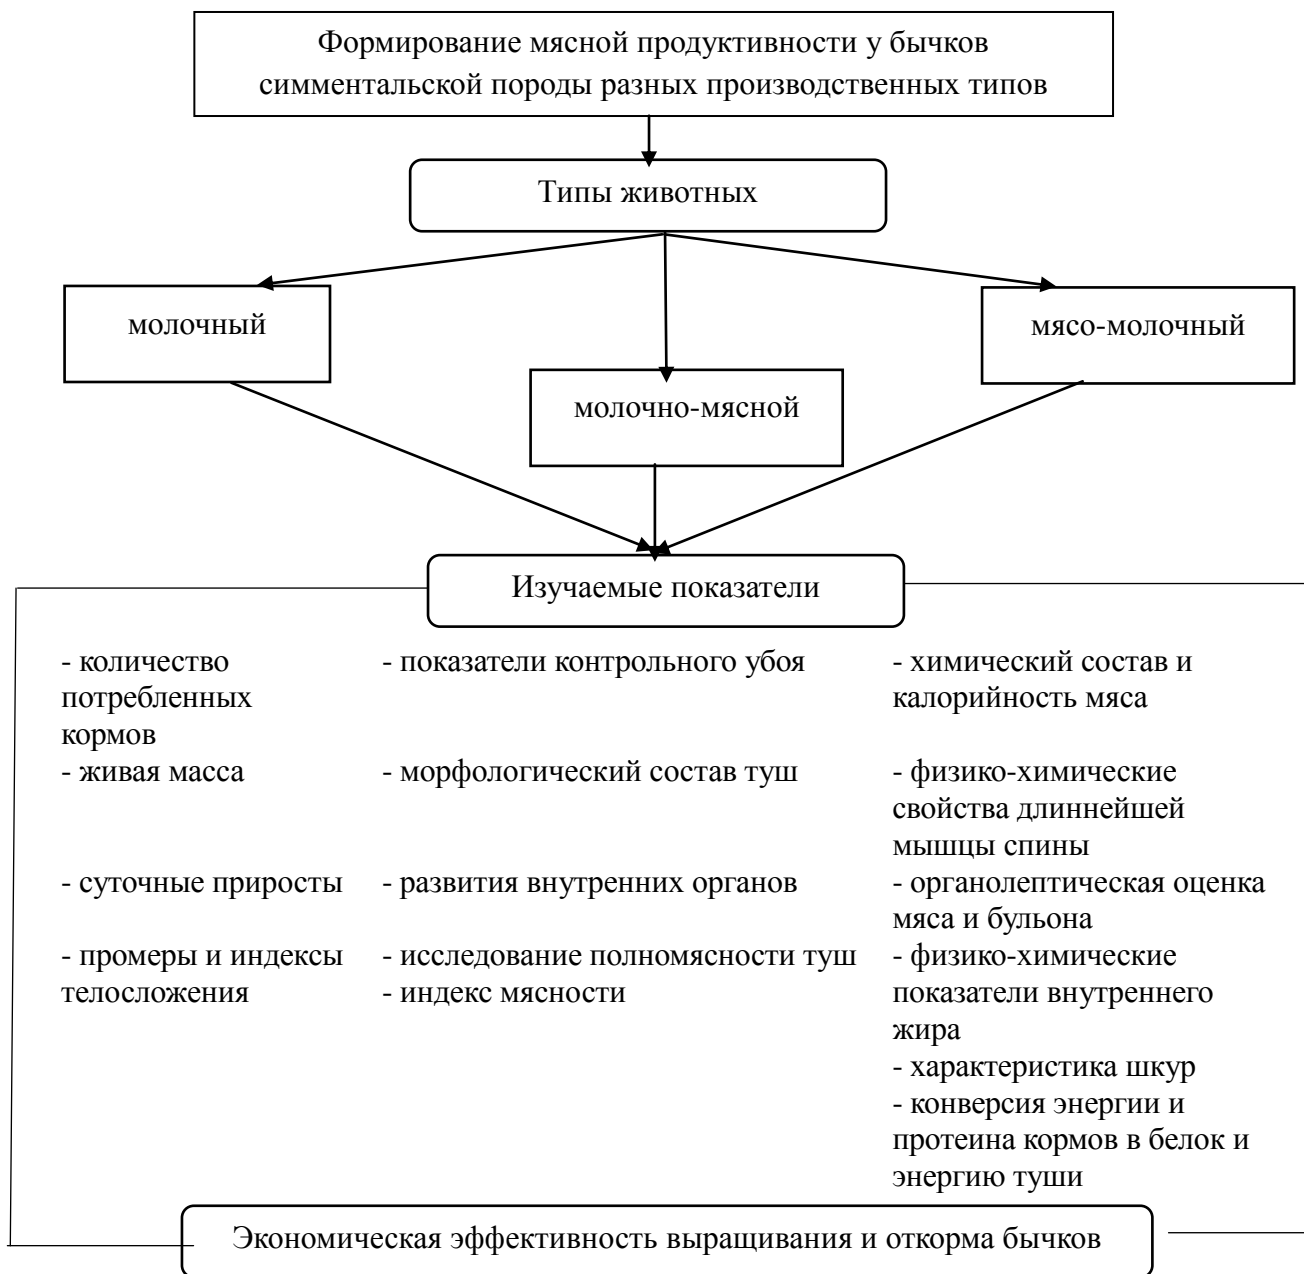 Формирование мясной продуктивности у бычков
симментальской породы разных производственных типов
Типы животных
молочный
мясо-молочный
молочно-мясной
Изучаемые показатели
- количество
потребленных
кормов
- показатели контрольного убоя
- химический состав и
калорийность мяса
- живая масса
- морфологический состав туш
- физико-химические
свойства длиннейшей
мышцы спины
- суточные приросты
- развития внутренних органов
- органолептическая оценка
мяса и бульона
- промеры и индексы
телосложения
- исследование полномясности туш
- индекс мясности
- физико-химические
показатели внутреннего
жира
- характеристика шкур
- конверсия энергии и
протеина кормов в белок и
энергию туши
Экономическая эффективность выращивания и откорма бычков